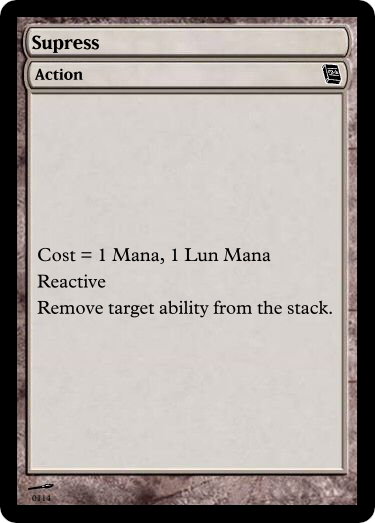 Supress
Action
Cost = 1 Mana, 1 Lun Mana
Reactive
Remove target ability from the stack.
0114